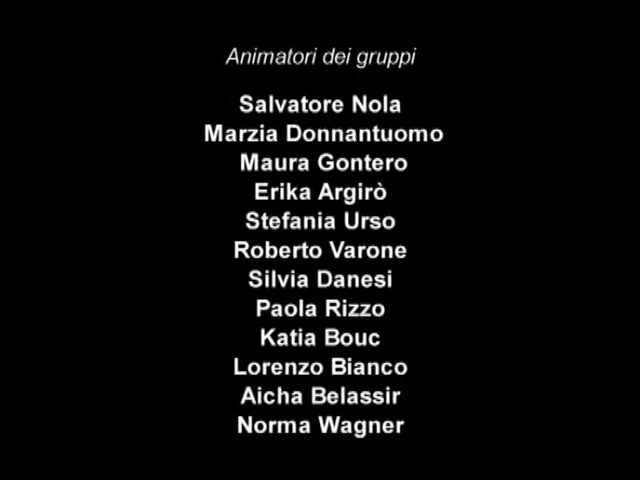 Animatori dei gruppi
Salvatore Nola
Marzia Donnantuomo
Maura Gontero
Erika Argirò
Stefania Urso
Roberto Varone
Silvia Danesi
Paola Rizzo
Katia Bouc
Lorenzo Bianco
Aicha Belassir
Norma Wagner